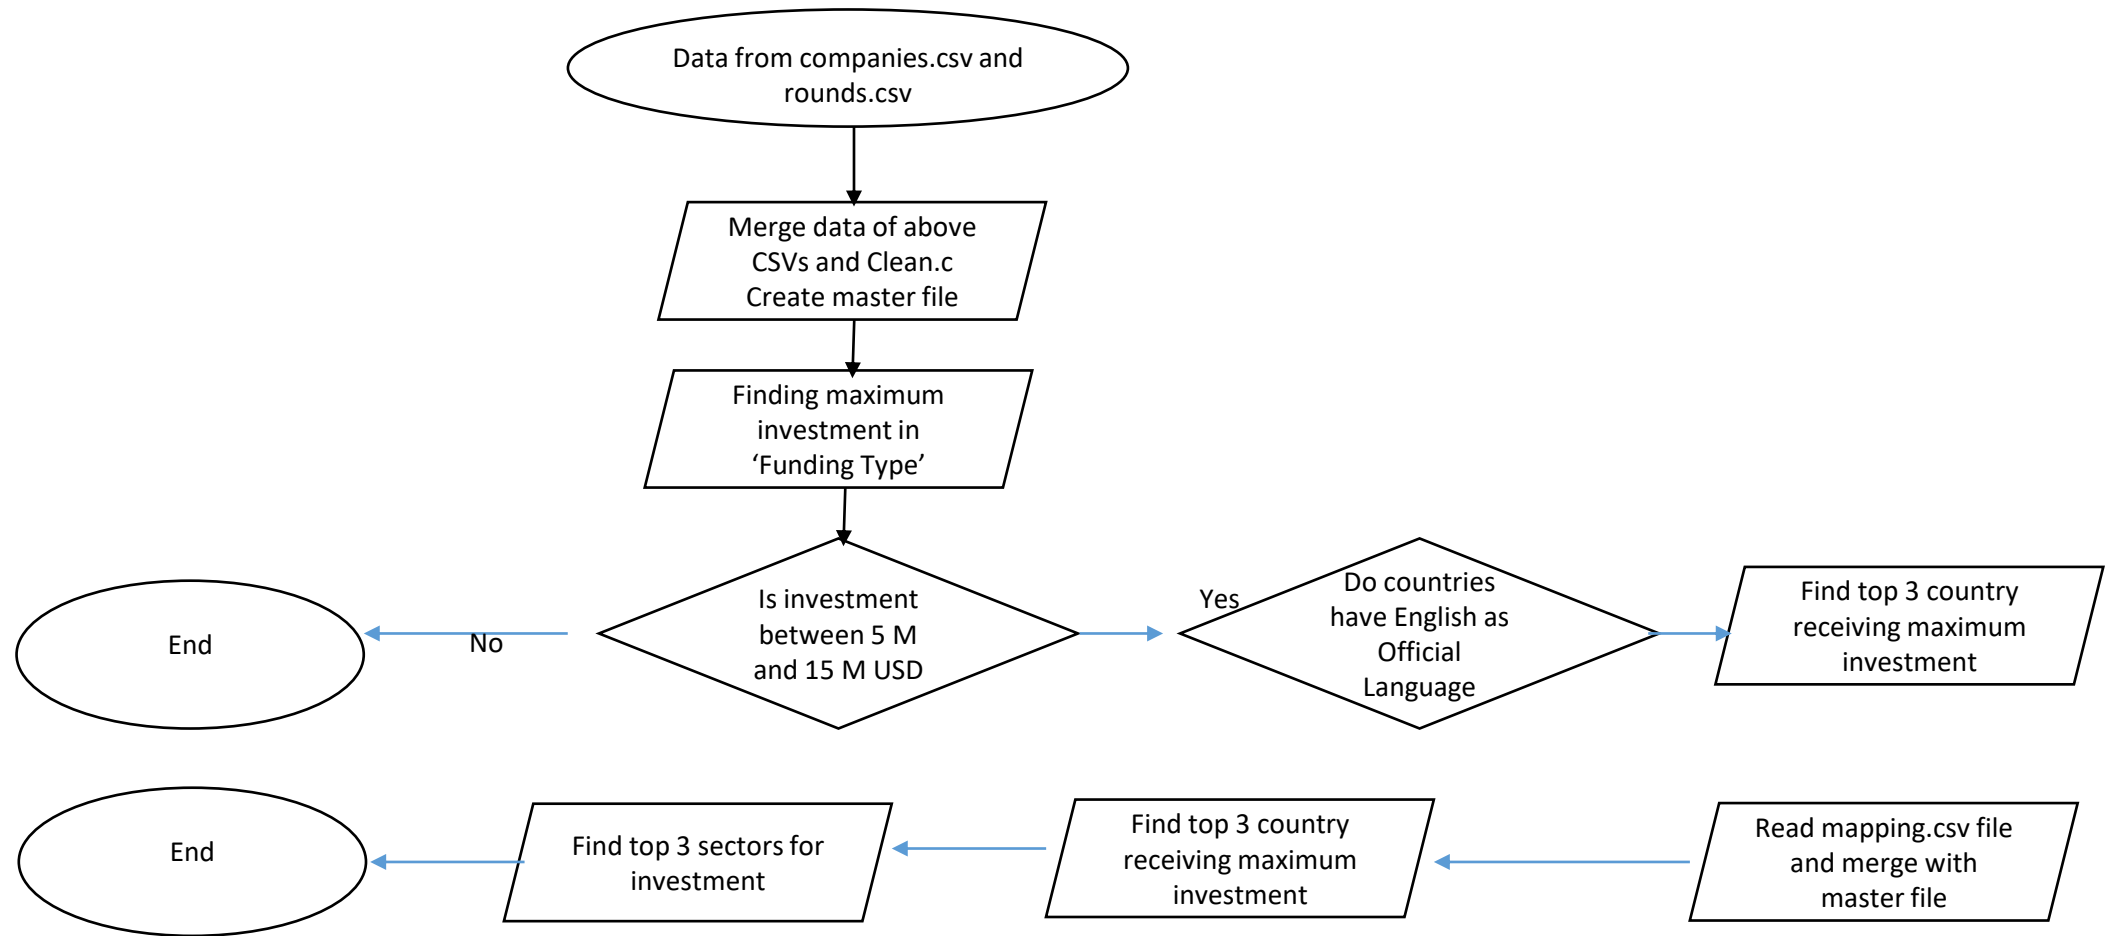 Data from companies.csv and
rounds.csv
Merge data of above
CSVs and Clean.c
Create master file
Finding maximum
investment in
‘Funding Type’
Is investment
between 5 M
and 15 M USD
No
End
Yes
Do countries
have English as
Official
Language
Find top 3 country
receiving maximum
investment
Read mapping.csv file
and merge with
master file
Find top 3 country
receiving maximum
investment
Find top 3 sectors for
investment
End